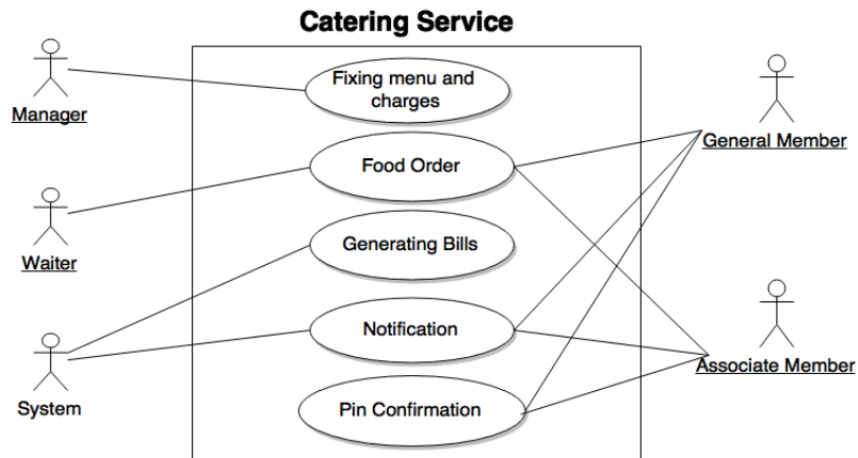 Catering Service
Manager
Fixing menu and
charges
General Member
Food Order
Waiter
Generating Bills
Notification
Associate Member
System
Pin Confirmation